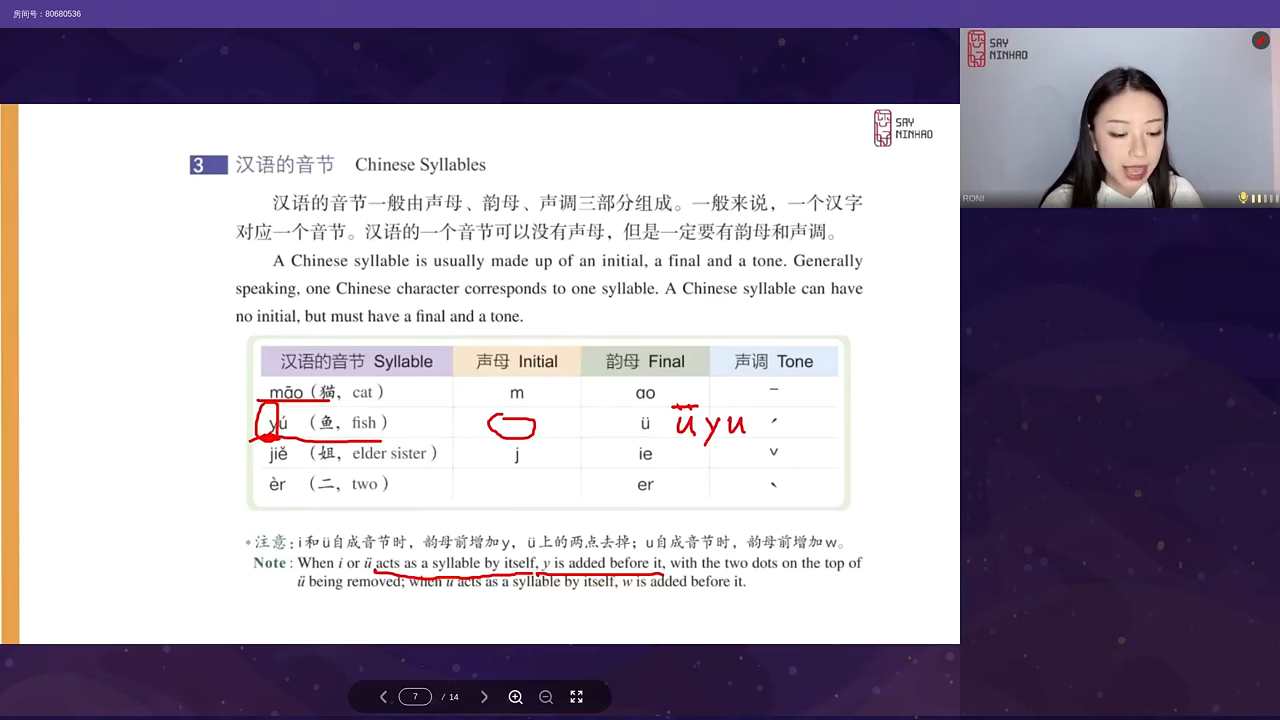 房间号：80680536
SAY
NINHAO
RONI
SAY
NINHAO
3 汉语的音节 Chinese Syllables
汉语的音节一般由声母、韵母、声调三部分组成。一般来说，一个汉字
对应一个音节。汉语的一个音节可以没有声母，但是一定要有韵母和声调。
A Chinese syllable is usually made up of an initial, a final and a tone. Generally
speaking, one Chinese character corresponds to one syllable. A Chinese syllable can have
no initial, but must have a final and a tone.
汉语的音节 Syllable 声母 Initial 韵母 Final 声调 Tone
māo（猫，cat） m ɑo ˉ
yú（鱼，fish） ü ü yu ˊ
jiě（姐，elder sister） j ie ˇ
èr（二，two） er ˋ
*注意：i和ü自成音节时，韵母前增加y，ü上的两点去掉；u自成音节时，韵母前增加w。
Note: When i or ü acts as a syllable by itself, y is added before it, with the two dots on the top of
ü being removed; when u acts as a syllable by itself, w is added before it.
7 / 14